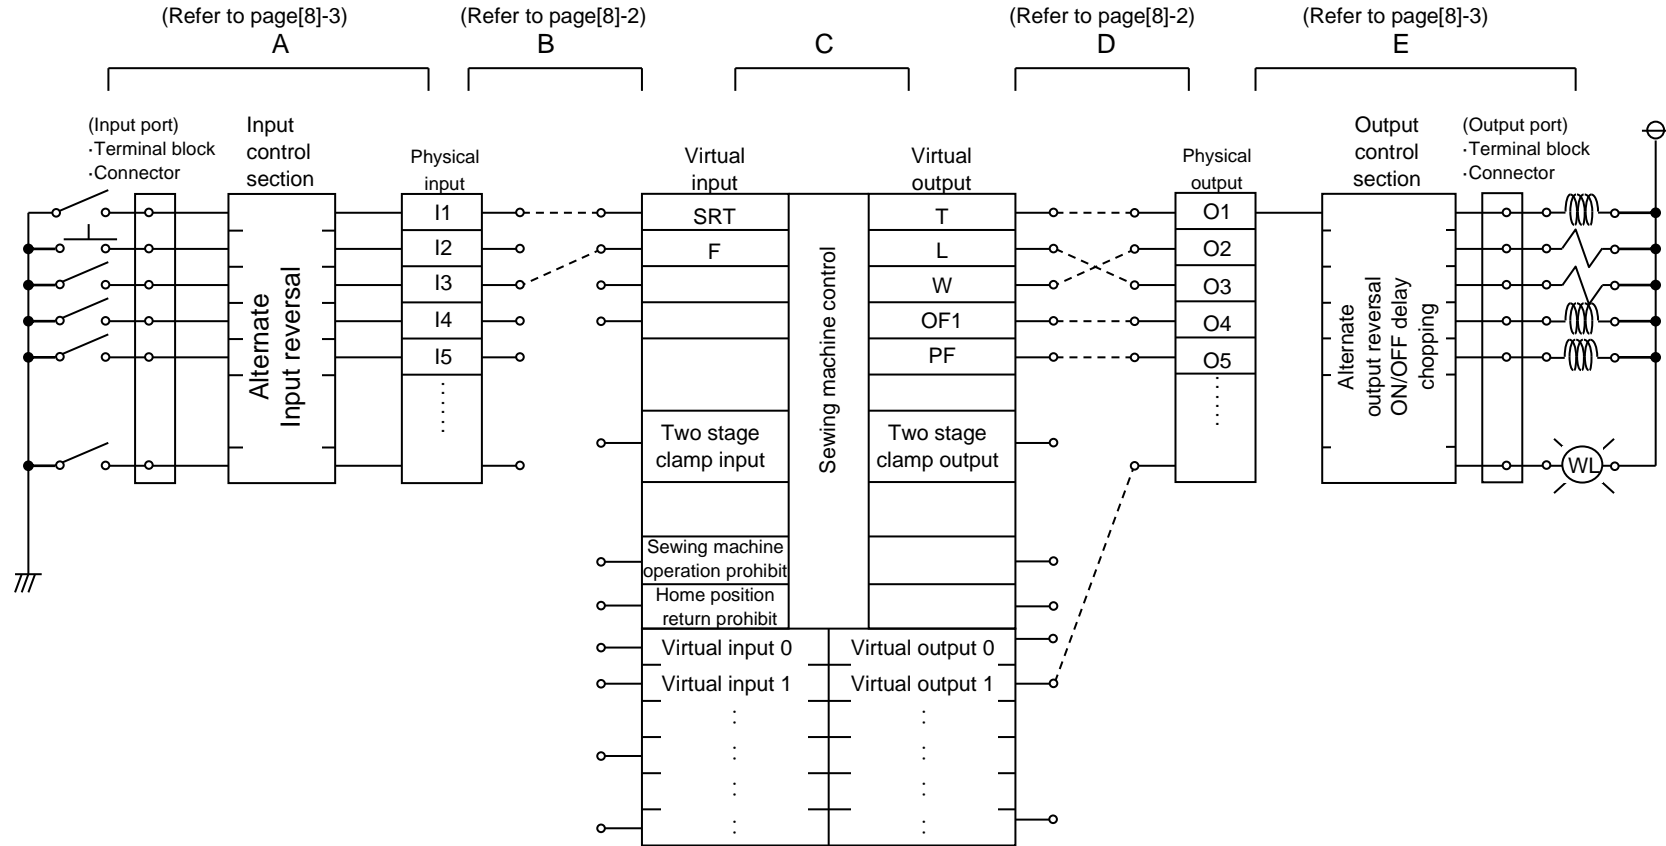 (Refer to page[8]-3)
(Refer to page[8]-2)
(Refer to page[8]-2)
(Refer to page[8]-3)
A
B
C
D
E
(Input port)
·Terminal block
·Connector
Input
control
section
Physical
input
Virtual
input
Virtual
output
Physical
output
Output
control
section
(Output port)
·Terminal block
·Connector
Alternate
Input reversal
I1
I2
I3
I4
I5
SRT
F
Two stage
clamp input
Sewing machine
operation prohibit
Home position
return prohibit
Sewing machine control
T
L
W
OF1
PF
Two stage
clamp output
Virtual input 0
Virtual input 1
Virtual output 0
Virtual output 1
O1
O2
O3
O4
O5
Alternate
output reversal
ON/OFF delay
chopping
WL